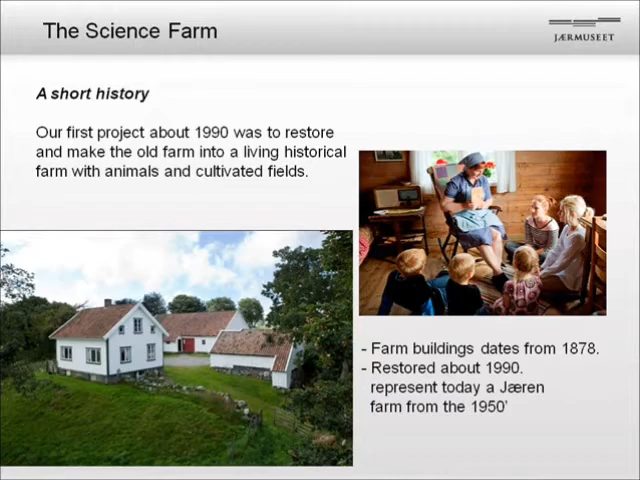 The Science Farm
JÆRMUSEET
A short history
Our first project about 1990 was to restore
and make the old farm into a living historical
farm with animals and cultivated fields.
- Farm buildings dates from 1878.
- Restored about 1990.
represent today a Jæren
farm from the 1950'